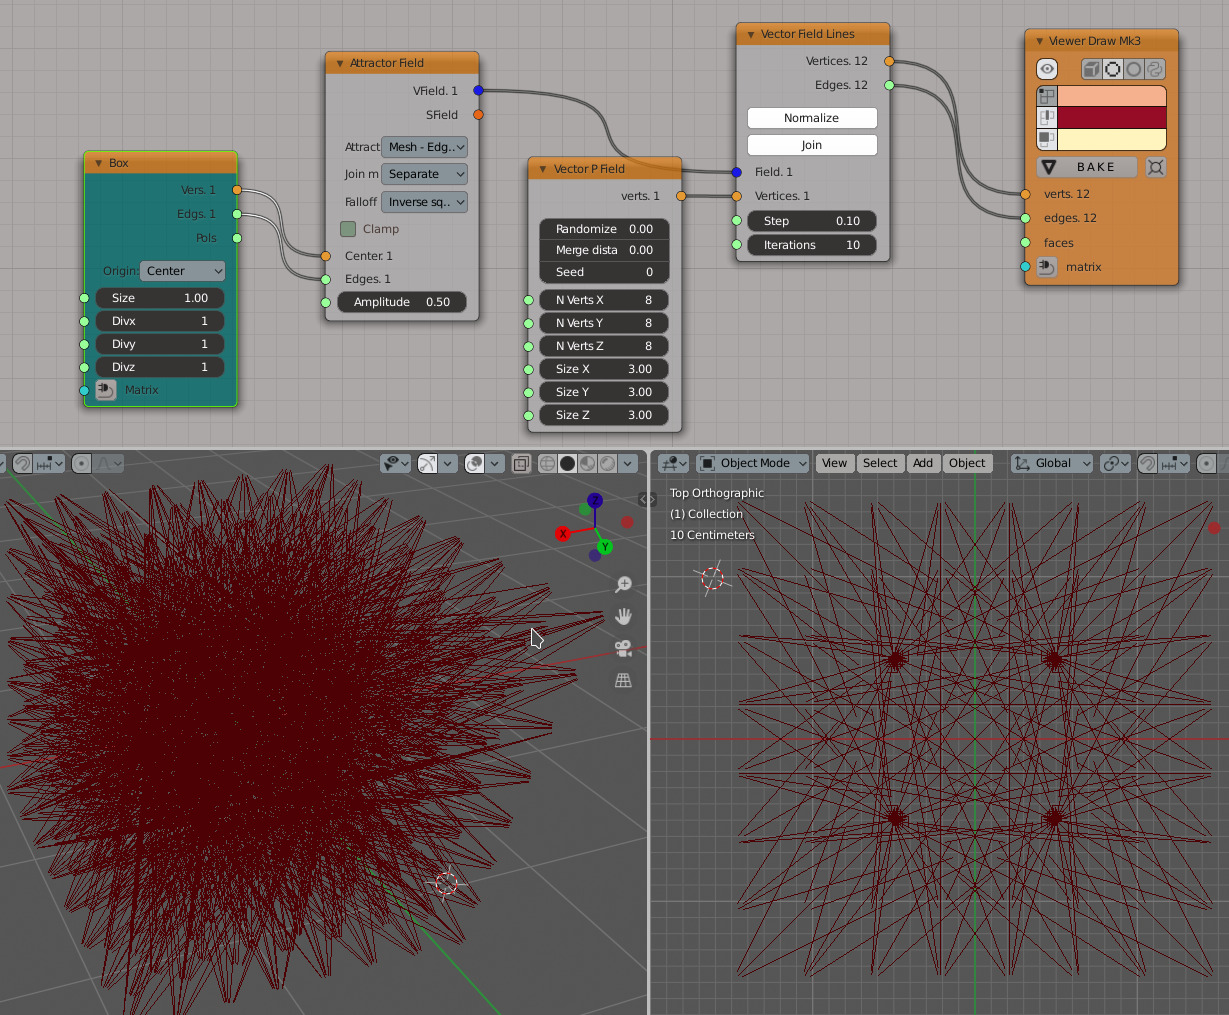 Box
Vers. 1
Edgs. 1
Pols
Origin: Center
Size 1.00
Divx 1
Divy 1
Divz 1
Matrix
Attractor Field
VField. 1
SField
Attract Mesh - Edg..
Join m Separate
Falloff Inverse sq..
Clamp
Center. 1
Edges. 1
Amplitude 0.50
Vector P Field
verts. 1
Randomize 0.00
Merge dista 0.00
Seed 0
N Verts X 8
N Verts Y 8
N Verts Z 8
Size X 3.00
Size Y 3.00
Size Z 3.00
Vector Field Lines
Vertices. 12
Edges. 12
Normalize
Join
Field. 1
Vertices. 1
Step 0.10
Iterations 10
Viewer Draw Mk3
BAKE
verts. 12
edges. 12
faces
matrix
Z
X
Y
Object Mode View Select Add Object Global
Top Orthographic
(1) Collection
10 Centimeters